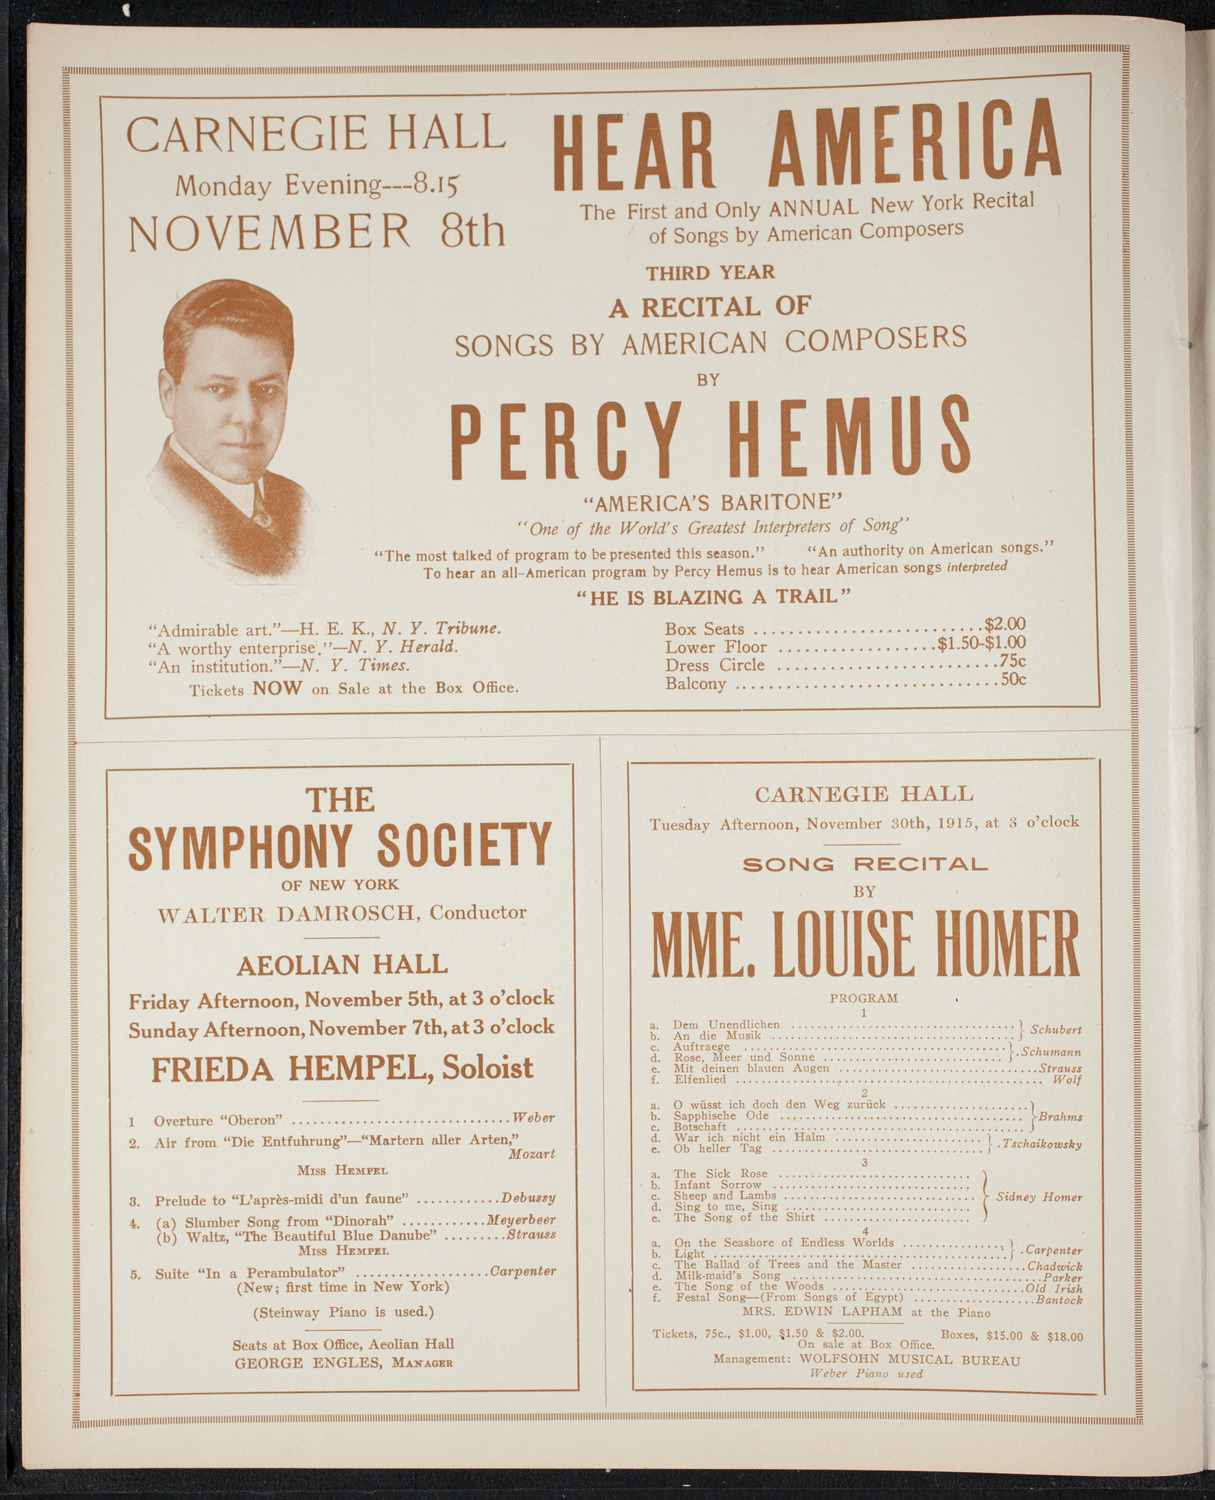 CARNEGIE HALL
Monday Evening---8.15
NOVEMBER 8th
HEAR AMERICA
The First and Only ANNUAL New York Recital
of Songs by American Composers
THIRD YEAR
A RECITAL OF
SONGS BY AMERICAN COMPOSERS
BY
PERCY HEMUS
"AMERICA'S BARITONE"
"One of the World's Greatest Interpreters of Song"
"The most talked of program to be presented this season." "An authority on American songs."
To hear an all-American program by Percy Hemus is to hear American songs interpreted
"HE IS BLAZING A TRAIL"
"Admirable art."—H. E. K., N. Y. Tribune.
"A worthy enterprise."—N. Y. Herald.
"An institution."—N. Y. Times.
Tickets NOW on Sale at the Box Office.
Box Seats ..........................$2.00
Lower Floor ..................$1.50-$1.00
Dress Circle .........................75c
Balcony ..............................50c
THE
SYMPHONY SOCIETY
OF NEW YORK
WALTER DAMROSCH, Conductor
AEOLIAN HALL
Friday Afternoon, November 5th, at 3 o'clock
Sunday Afternoon, November 7th, at 3 o'clock
FRIEDA HEMPEL, Soloist
1 Overture "Oberon" ................................Weber
2. Air from "Die Entfuhrung"—"Martern aller Arten,"
Mozart
MISS HEMPEL
3. Prelude to "L'après-midi d'un faune" ............Debussy
4. (a) Slumber Song from "Dinorah" ............Meyerbeer
(b) Waltz, "The Beautiful Blue Danube" .........Strauss
MISS HEMPEL
5. Suite "In a Perambulator" ...................Carpenter
(New; first time in New York)
(Steinway Piano is used.)
Seats at Box Office, Aeolian Hall
GEORGE ENGLES, MANAGER
CARNEGIE HALL
Tuesday Afternoon, November 30th, 1915, at 3 o'clock
SONG RECITAL
BY
MME. LOUISE HOMER
PROGRAM
1
a. Dem Unendlichen ....................................
b. An die Musik ....................................... } Schubert
c. Auftraege ..........................................
d. Rose, Meer und Sonne ............................ } .Schumann
e. Mit deinen blauen Augen ................................Strauss
f. Elfenlied ................................................ Wolf
2
a. O wüsst ich doch den Weg zurück .....................
b. Sapphische Ode ...................................... } Brahms
c. Botschaft ...........................................
d. War ich nicht ein Halm .......................
e. Ob heller Tag ................................. } .Tschaikowsky
3
a. The Sick Rose ...............................
b. Infant Sorrow ...............................
c. Sheep and Lambs .............................. } Sidney Homer
d. Sing to me, Sing .............................
e. The Song of the Shirt .......................
4
a. On the Seashore of Endless Worlds ................
b. Light ............................................... } .Carpenter
c. The Ballad of Trees and the Master ..................Chadwick
d. Milk-maid's Song ........................................Parker
e. The Song of the Woods ...............................Old Irish
f. Festal Song—(From Songs of Egypt) ...................Bantock
MRS. EDWIN LAPHAM at the Piano
Tickets, 75c., $1.00, $1.50 & $2.00. Boxes, $15.00 & $18.00
On sale at Box Office.
Management: WOLFSOHN MUSICAL BUREAU
Weber Piano used